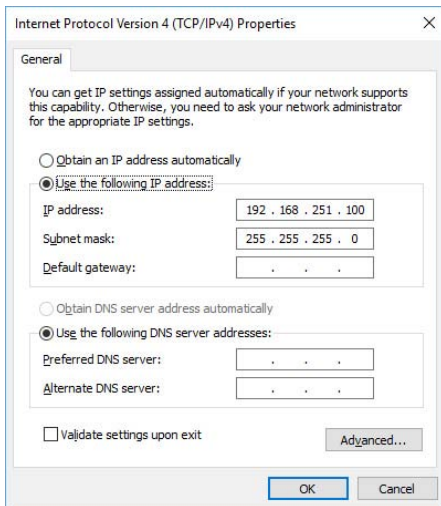 Internet Protocol Version 4 (TCP/IPv4) Properties
General
You can get IP settings assigned automatically if your network supports
this capability. Otherwise, you need to ask your network administrator
for the appropriate IP settings.
Obtain an IP address automatically
Use the following IP address:
IP address: 192 . 168 . 251 . 100
Subnet mask: 255 . 255 . 255 . 0
Default gateway: . . .
Obtain DNS server address automatically
Use the following DNS server addresses:
Preferred DNS server: . . .
Alternate DNS server: . . .
Validate settings upon exit
Advanced...
OK Cancel